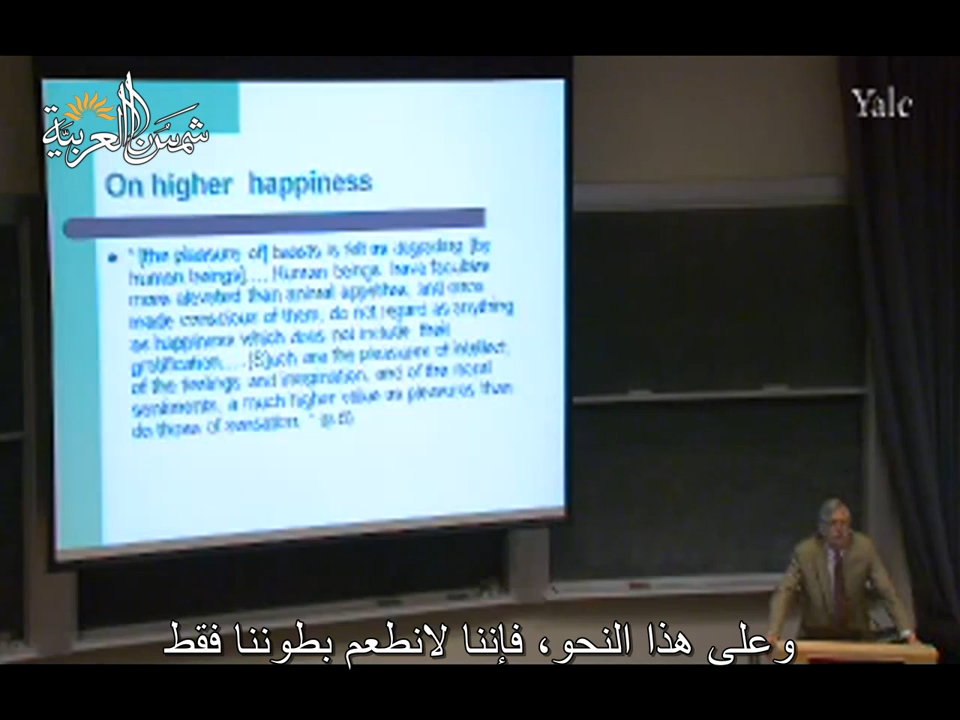 شمس العربية
Yale
On higher happiness
" [the pleasure of] beasts is felt as degrading [by
human beings].... Human beings have faculties
more elevated than animal appetites, and once
made conscious of them, do not regard as anything
as happiness which does not include their
gratification.... [S]uch are the pleasures of intellect,
of the feelings and imagination, and of the moral
sentiments, a much higher value as pleasures than
do those of sensation. "
وعلى هذا النحو، فإننا لانطعم بطوننا فقط